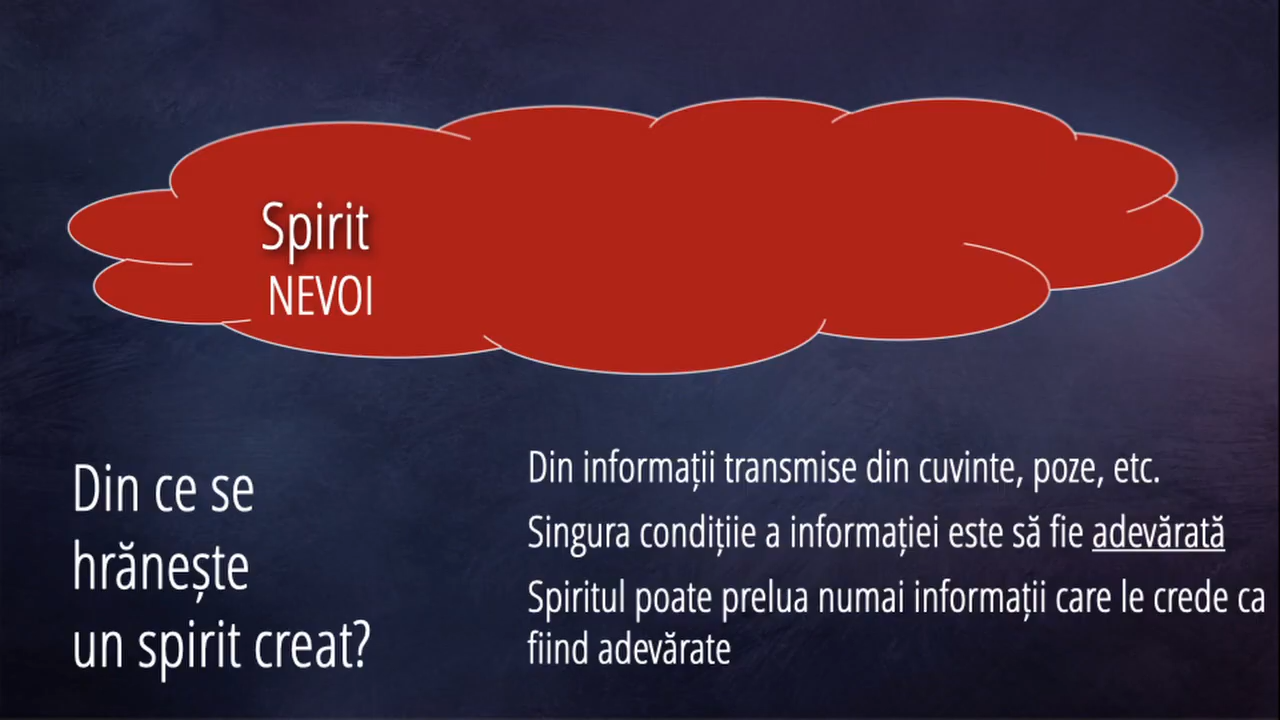 Spirit
NEVOI
Din ce se
hrănește
un spirit creat?
Din informații transmise din cuvinte, poze, etc.
Singura condițiie a informației este să fie adevărată
Spiritul poate prelua numai informații care le crede ca
fiind adevărate